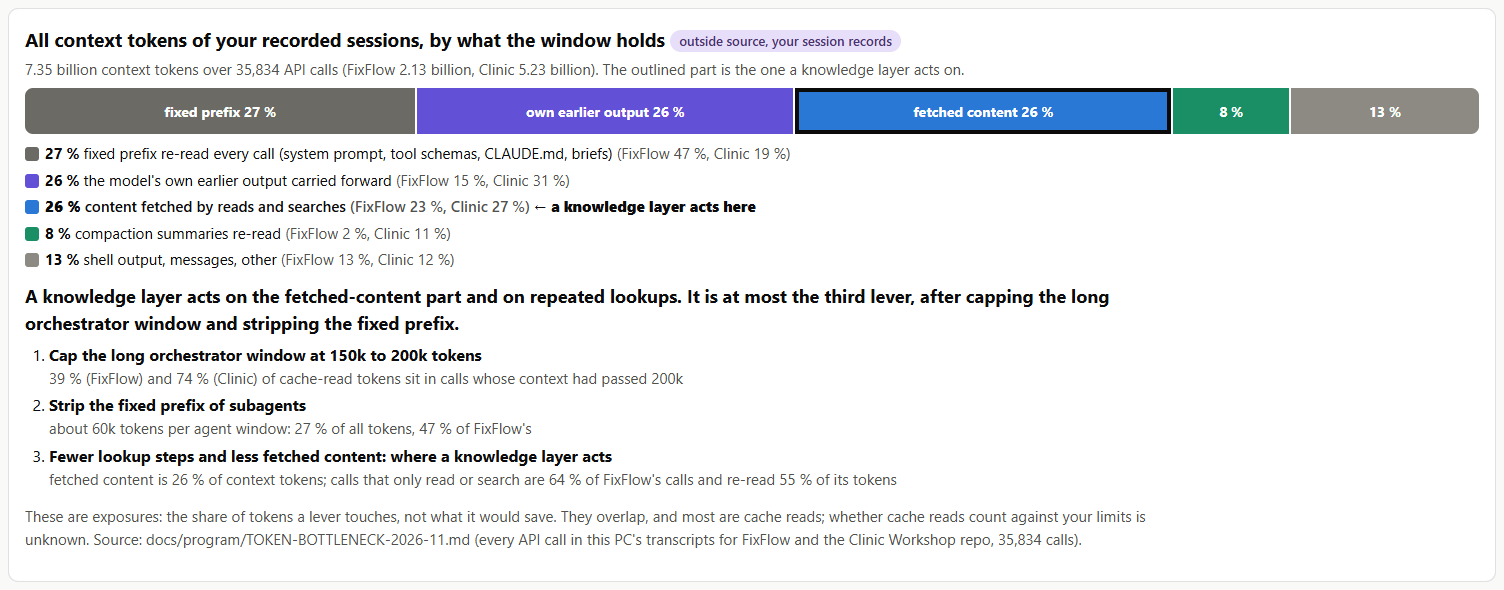 All context tokens of your recorded sessions, by what the window holds outside source, your session records
7.35 billion context tokens over 35,834 API calls (FixFlow 2.13 billion, Clinic 5.23 billion). The outlined part is the one a knowledge layer acts on.
fixed prefix 27 % own earlier output 26 % fetched content 26 % 8 % 13 %
27 % fixed prefix re-read every call (system prompt, tool schemas, CLAUDE.md, briefs) (FixFlow 47 %, Clinic 19 %)
26 % the model's own earlier output carried forward (FixFlow 15 %, Clinic 31 %)
26 % content fetched by reads and searches (FixFlow 23 %, Clinic 27 %) ← a knowledge layer acts here
8 % compaction summaries re-read (FixFlow 2 %, Clinic 11 %)
13 % shell output, messages, other (FixFlow 13 %, Clinic 12 %)
A knowledge layer acts on the fetched-content part and on repeated lookups. It is at most the third lever, after capping the long
orchestrator window and stripping the fixed prefix.
1. Cap the long orchestrator window at 150k to 200k tokens
39 % (FixFlow) and 74 % (Clinic) of cache-read tokens sit in calls whose context had passed 200k
2. Strip the fixed prefix of subagents
about 60k tokens per agent window: 27 % of all tokens, 47 % of FixFlow's
3. Fewer lookup steps and less fetched content: where a knowledge layer acts
fetched content is 26 % of context tokens; calls that only read or search are 64 % of FixFlow's calls and re-read 55 % of its tokens
These are exposures: the share of tokens a lever touches, not what it would save. They overlap, and most are cache reads; whether cache reads count against your limits is
unknown. Source: docs/program/TOKEN-BOTTLENECK-2026-11.md (every API call in this PC's transcripts for FixFlow and the Clinic Workshop repo, 35,834 calls).